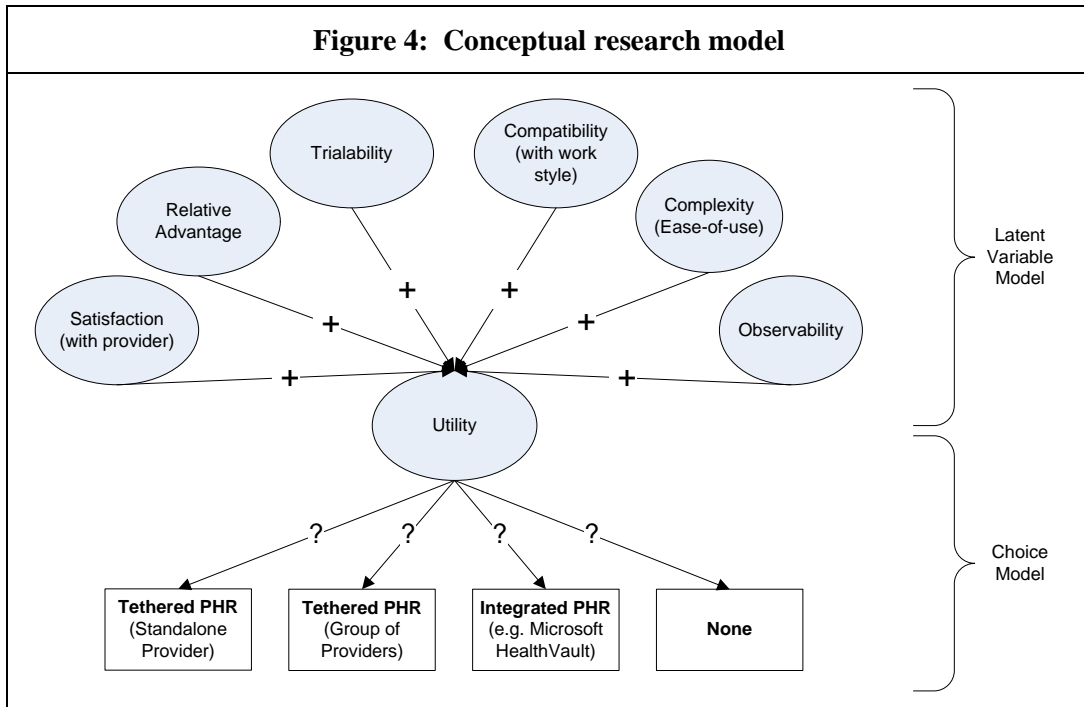 Figure 4: Conceptual research model
Trialability
Compatibility
(with work
style)
Relative
Advantage
Complexity
(Ease-of-use)
Satisfaction
(with provider)
Observability
Latent
Variable
Model
+
+
+
+
+
+
Utility
?
?
?
?
Choice
Model
Tethered PHR
(Standalone
Provider)
Tethered PHR
(Group of
Providers)
Integrated PHR
(e.g. Microsoft
HealthVault)
None